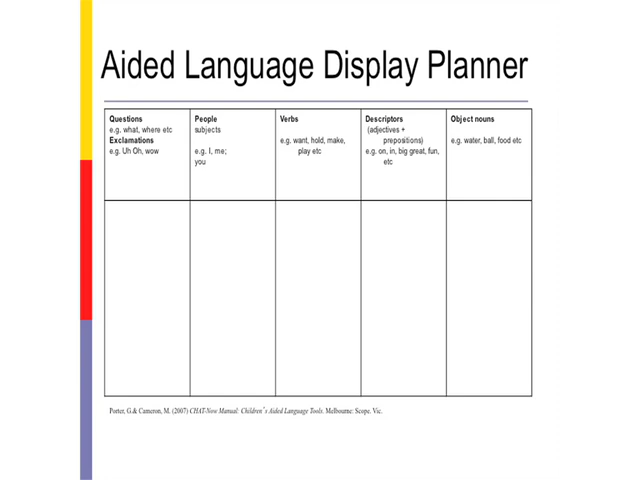 Aided Language Display Planner
Questions
e.g. what, where etc
Exclamations
e.g. Uh Oh, wow
People
subjects
e.g. I, me;
you
Verbs
e.g. want, hold, make,
play etc
Descriptors
(adjectives +
prepositions)
e.g. on, in, big great, fun,
etc
Object nouns
e.g. water, ball, food etc
Porter, G.& Cameron, M. (2007) CHAT-Now Manual: Children´s Aided Language Tools. Melbourne: Scope. Vic.